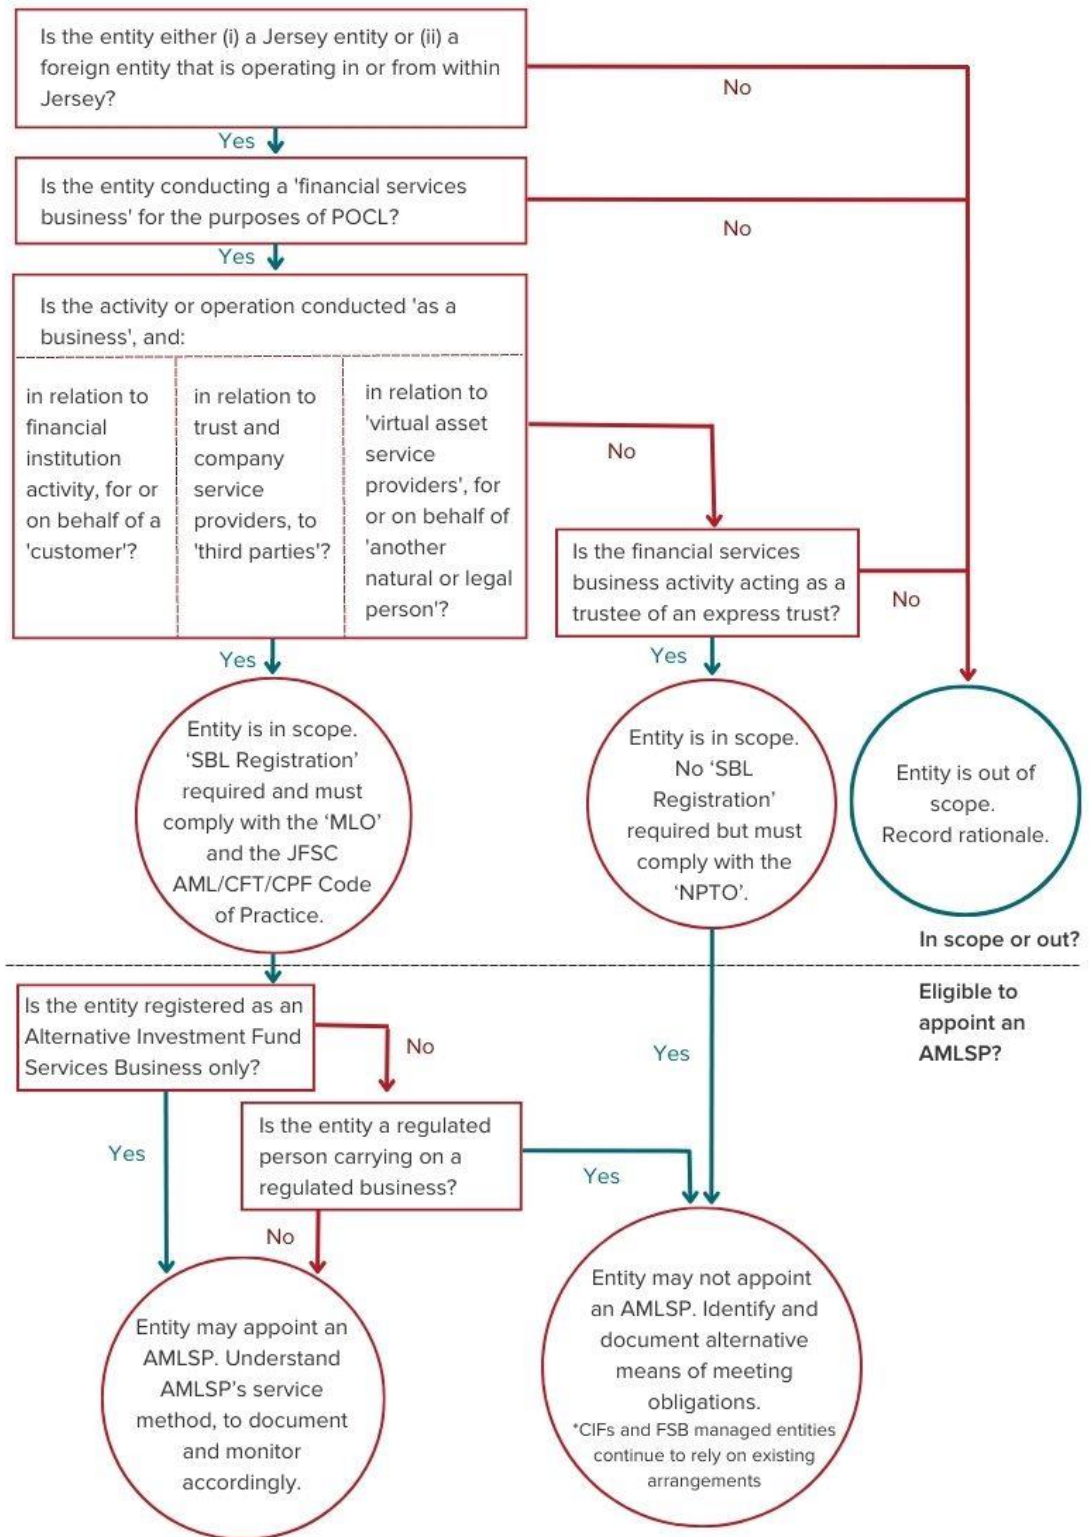 Is the entity either (i) a Jersey entity or (ii) a
foreign entity that is operating in or from within
Jersey?
No
Yes
Is the entity conducting a 'financial services
business' for the purposes of POCL?
No
Yes
Is the activity or operation conducted 'as a
business', and:
in relation to
financial
institution
activity, for or
on behalf of a
'customer'?
in relation to
trust and
company
service
providers, to
'third parties'?
in relation to
'virtual asset
service
providers', for
or on behalf of
'another
natural or legal
person'?
No
Is the financial services
business activity acting as a
trustee of an express trust?
No
Yes
Yes
Entity is in scope.
‘SBL Registration’
required and must
comply with the ‘MLO’
and the JFSC
AML/CFT/CPF Code
of Practice.
Entity is in scope.
No ‘SBL
Registration’
required but must
comply with the
‘NPTO’.
Entity is out of
scope.
Record rationale.
In scope or out?
Eligible to
appoint an
AMLSP?
Is the entity registered as an
Alternative Investment Fund
Services Business only?
No
Yes
Yes
Is the entity a regulated
person carrying on a
regulated business?
Yes
No
Entity may appoint an
AMLSP. Understand
AMLSP’s service
method, to document
and monitor
accordingly.
Entity may not appoint
an AMLSP. Identify and
document alternative
means of meeting
obligations.
*CIFs and FSB managed entities
continue to rely on existing
arrangements